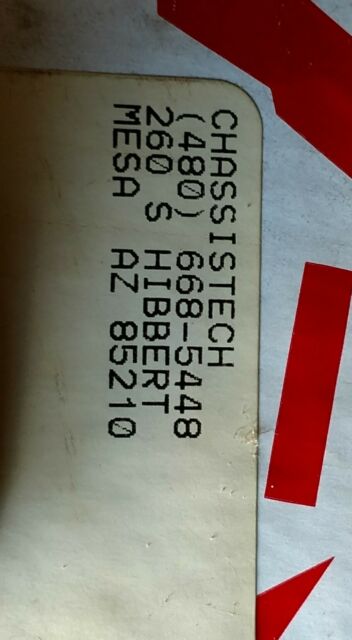 CHASSISTECH
(480) 668-5448
260 S HIBBERT
MESA AZ 85210